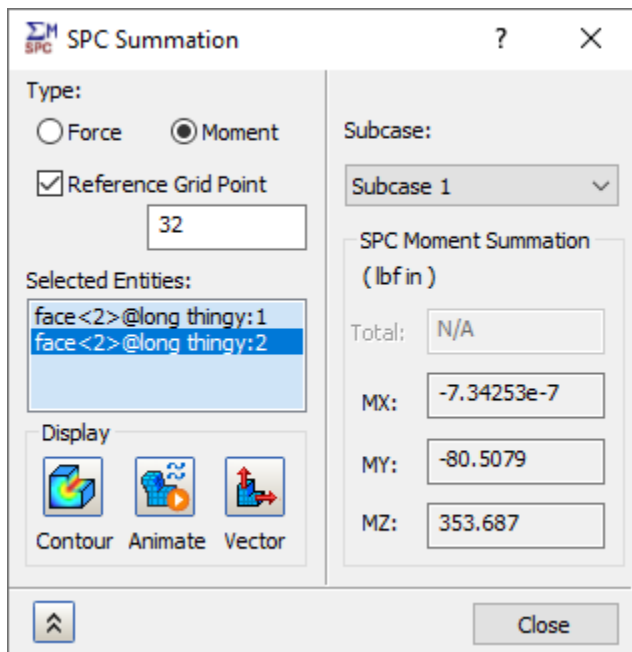 ΣM
SPC
SPC Summation
?
Type:
Force
Moment
Reference Grid Point
32
Selected Entities:
face<2>@long thingy:1
face<2>@long thingy:2
Display
Contour
Animate
Vector
Subcase:
Subcase 1
SPC Moment Summation
( lbf in )
Total:
N/A
MX:
-7.34253e-7
MY:
-80.5079
MZ:
353.687
Close